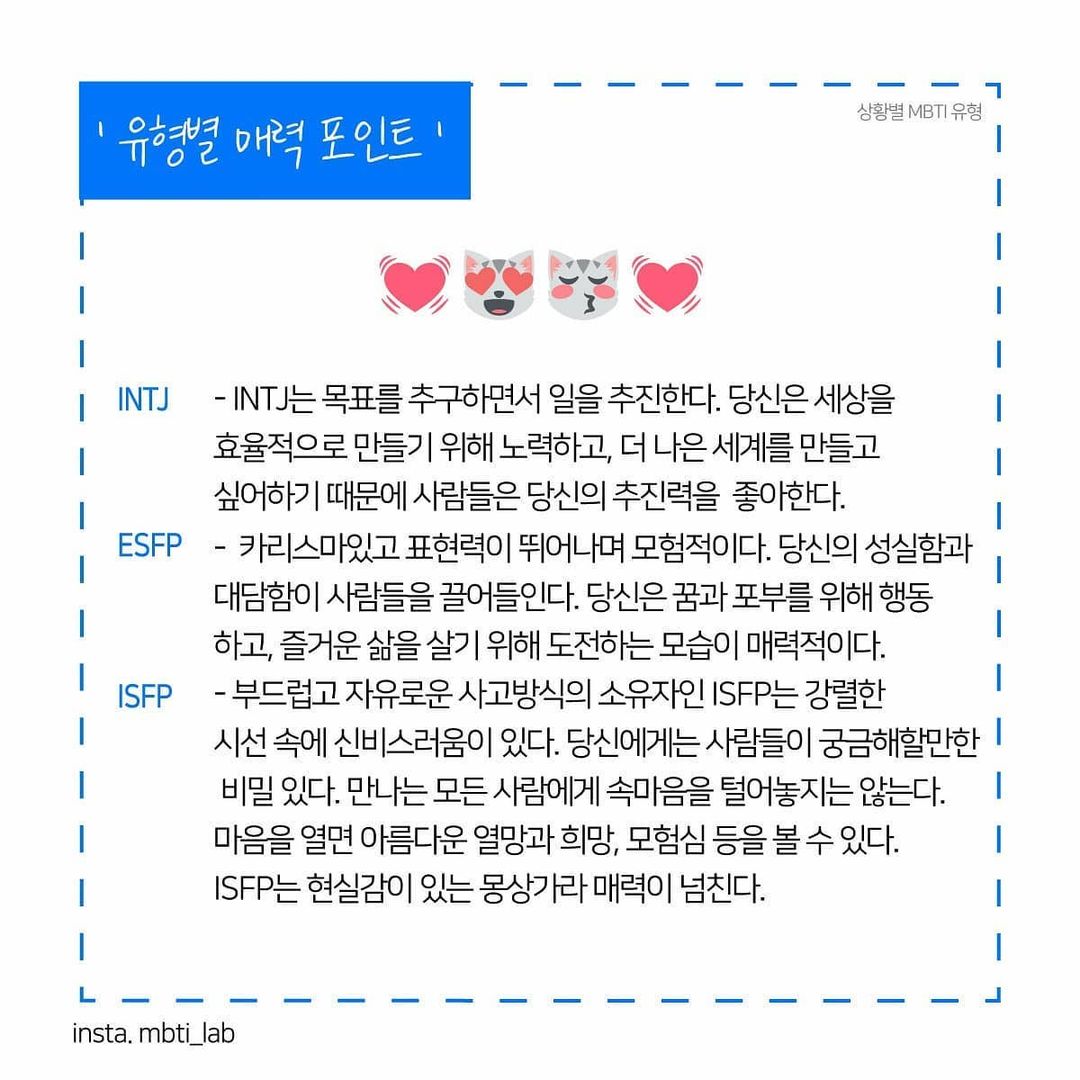 ' 유형별 매력 포인트 '
상황별 MBTI 유형
INTJ - INTJ는 목표를 추구하면서 일을 추진한다. 당신은 세상을
효율적으로 만들기 위해 노력하고, 더 나은 세계를 만들고
싶어하기 때문에 사람들은 당신의 추진력을 좋아한다.
ESFP - 카리스마있고 표현력이 뛰어나며 모험적이다. 당신의 성실함과
대담함이 사람들을 끌어들인다. 당신은 꿈과 포부를 위해 행동
하고, 즐거운 삶을 살기 위해 도전하는 모습이 매력적이다.
ISFP - 부드럽고 자유로운 사고방식의 소유자인 ISFP는 강렬한
시선 속에 신비스러움이 있다. 당신에게는 사람들이 궁금해할만한
비밀 있다. 만나는 모든 사람에게 속마음을 털어놓지는 않는다.
마음을 열면 아름다운 열망과 희망, 모험심 등을 볼 수 있다.
ISFP는 현실감이 있는 몽상가라 매력이 넘친다.
insta. mbti_lab